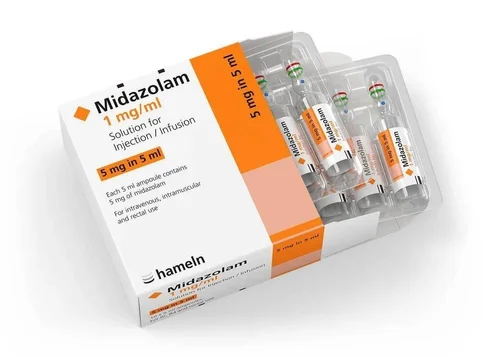 Midazolam
1 mg/ml
Solution for
Injection / Infusion
5 mg in 5 ml
Each 5 ml ampoule contains
5 mg of midazolam
For intravenous, intramuscular
and rectal use
hameln
5 mg in 5 ml
Midazolam
1 mg/ml
Solution for Injection / Infusion
5 mg in 5 ml
Midazolam
Midazolam
Midazolam
Midazolam